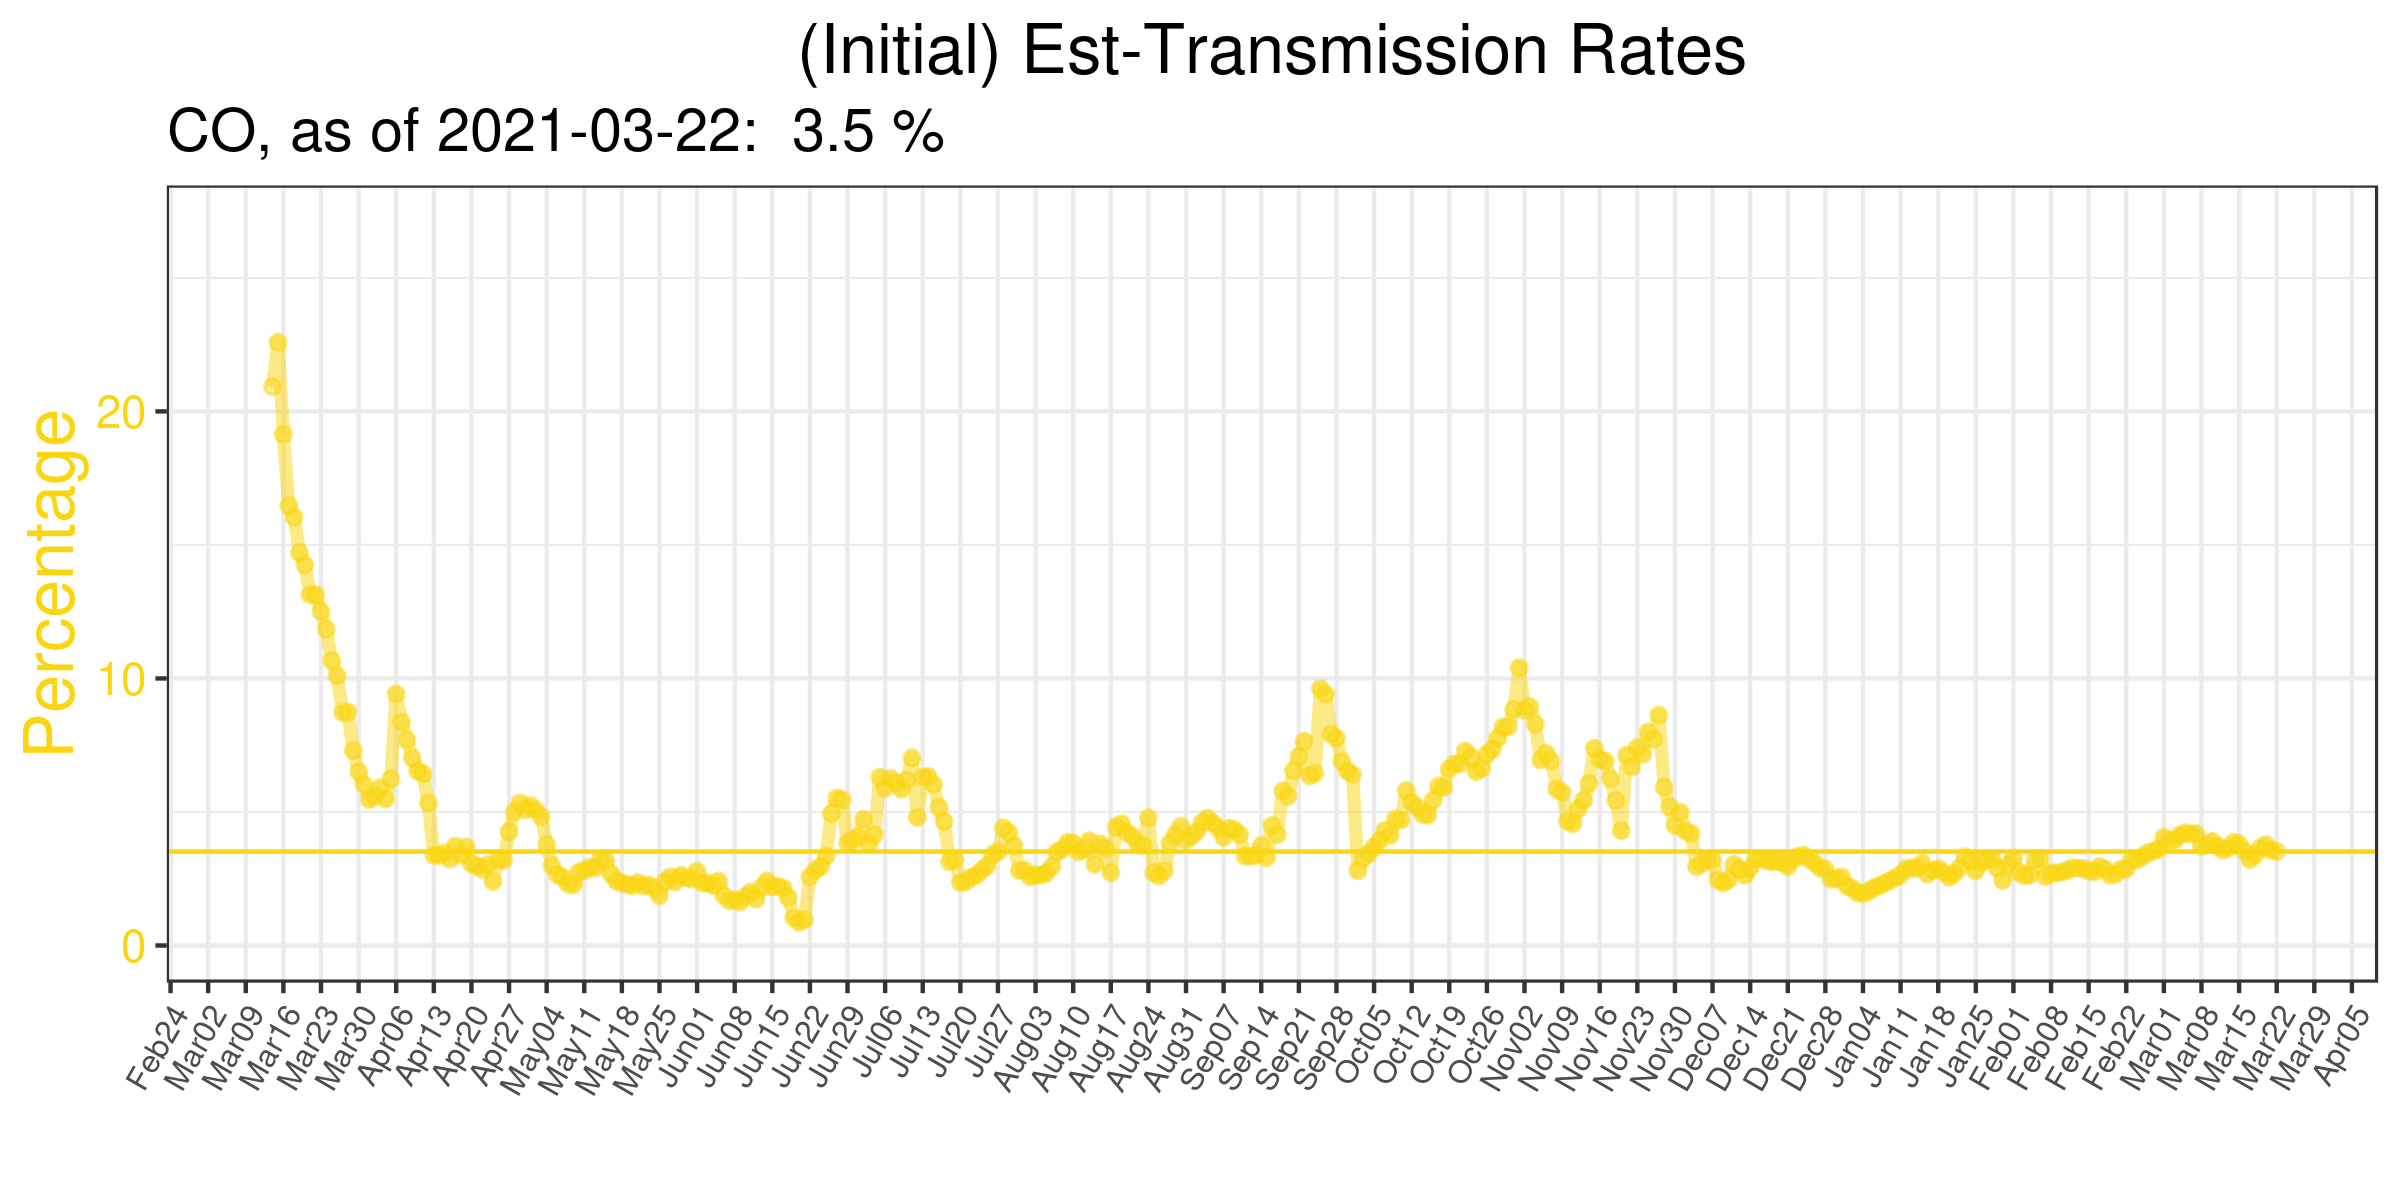 (Initial) Est-Transmission Rates
CO, as of 2021-03-22:  3.5 %
Percentage
20
10
0
Feb24
Mar02
Mar09
Mar16
Mar23
Mar30
Apr06
Apr13
Apr20
Apr27
May04
May11
May18
May25
Jun01
Jun08
Jun15
Jun22
Jun29
Jul06
Jul13
Jul20
Jul27
Aug03
Aug10
Aug17
Aug24
Aug31
Sep07
Sep14
Sep21
Sep28
Oct05
Oct12
Oct19
Oct26
Nov02
Nov09
Nov16
Nov23
Nov30
Dec07
Dec14
Dec21
Dec28
Jan04
Jan11
Jan18
Jan25
Feb01
Feb08
Feb15
Feb22
Mar01
Mar08
Mar15
Mar22
Mar29
Apr05